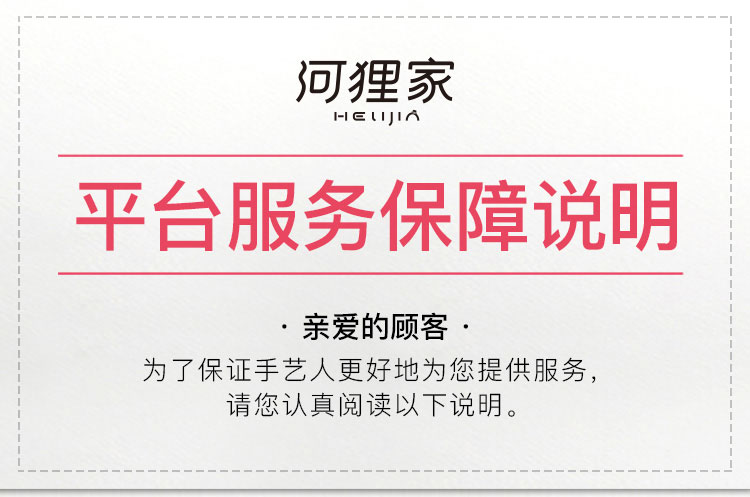 河狸家
HELIJIA
平台服务保障说明
· 亲爱的顾客 ·
为了保证手艺人更好地为您提供服务，
请您认真阅读以下说明。